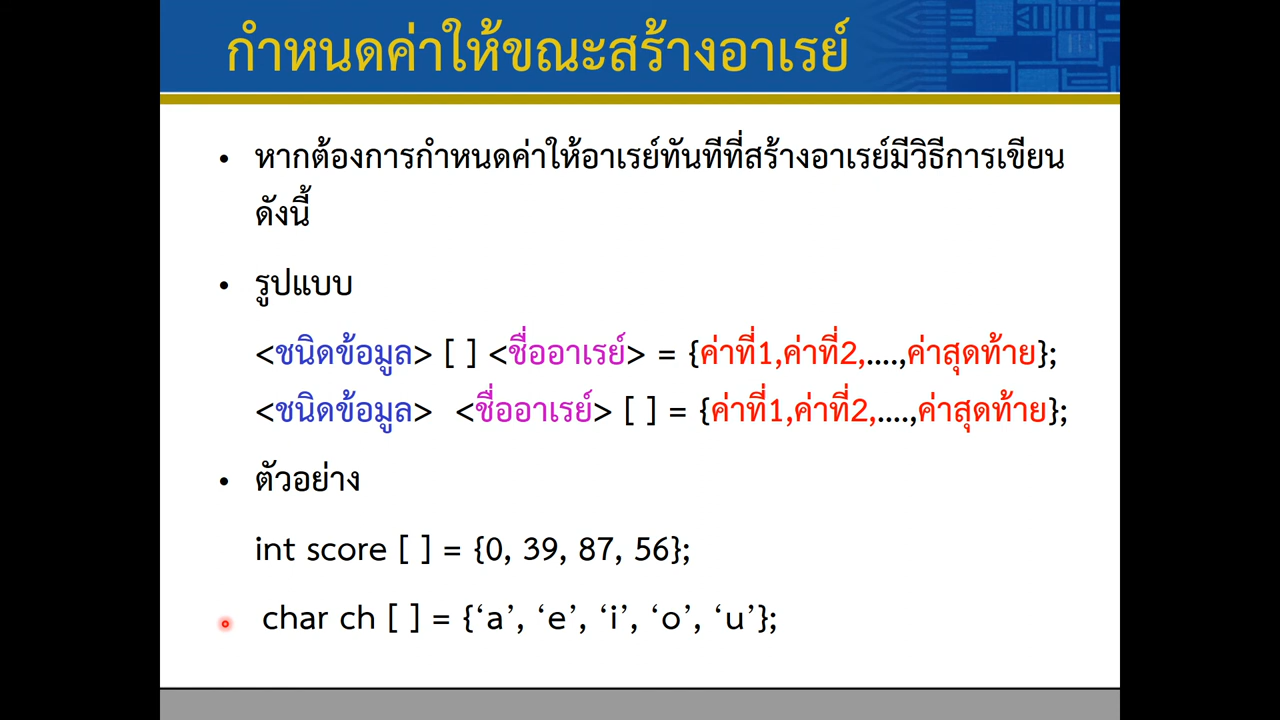 กำหนดค่าให้ขณะสร้างอาเรย์
• หากต้องการกำหนดค่าให้อาเรย์ทันทีที่สร้างอาเรย์มีวิธีการเขียน
ดังนี้
• รูปแบบ
<ชนิดข้อมูล> [ ] <ชื่ออาเรย์> = {ค่าที่1,ค่าที่2,....,ค่าสุดท้าย};
<ชนิดข้อมูล> <ชื่ออาเรย์> [ ] = {ค่าที่1,ค่าที่2,....,ค่าสุดท้าย};
• ตัวอย่าง
int score [ ] = {0, 39, 87, 56};
char ch [ ] = {‘a’, ‘e’, ‘i’, ‘o’, ‘u’};